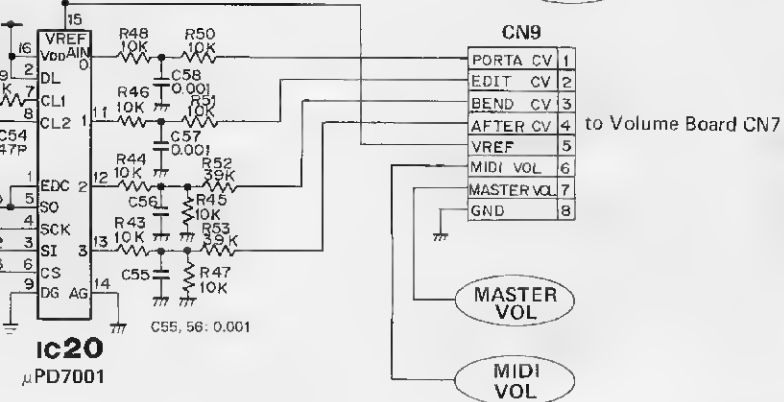 15
VREF
16 VDD AIN 0
R48 10K
R50 10K
C58 0.001
2 DL
7 CL1
8 CL2
C54
47P
11 1
R46 10K
R51 10K
C57 0.001
1 EDC
12 2
R44 10K
R52 39K
C56
R45 10K
5 SO
4 SCK
3 SI
13 3
R43 10K
R53 39K
C55
R47 10K
6 CS
9 DG AG 14
C55, 56: 0.001
IC20
μPD7001
CN9
PORTA CV 1
EDIT CV 2
BEND CV 3
AFTER CV 4
VREF 5
MIDI VOL 6
MASTER VOL 7
GND 8
to Volume Board CN7
MASTER VOL
MIDI VOL